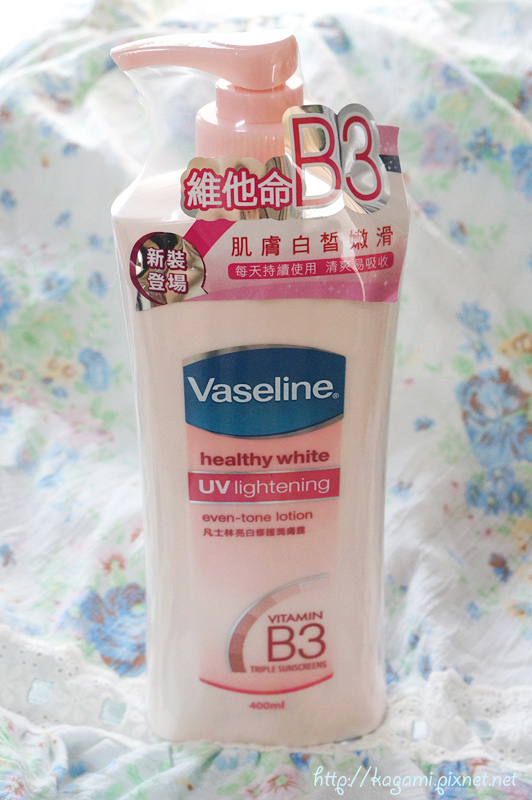 維他命B3
肌膚白皙嫩滑
每天持續使用 清爽易吸收
新裝
登場
Vaseline®
healthy white
UV lightening
even-tone lotion
凡士林亮白修護潤膚露
VITAMIN
B3
TRIPLE SUNSCREENS
400ml
http://kagami.pixnet.net